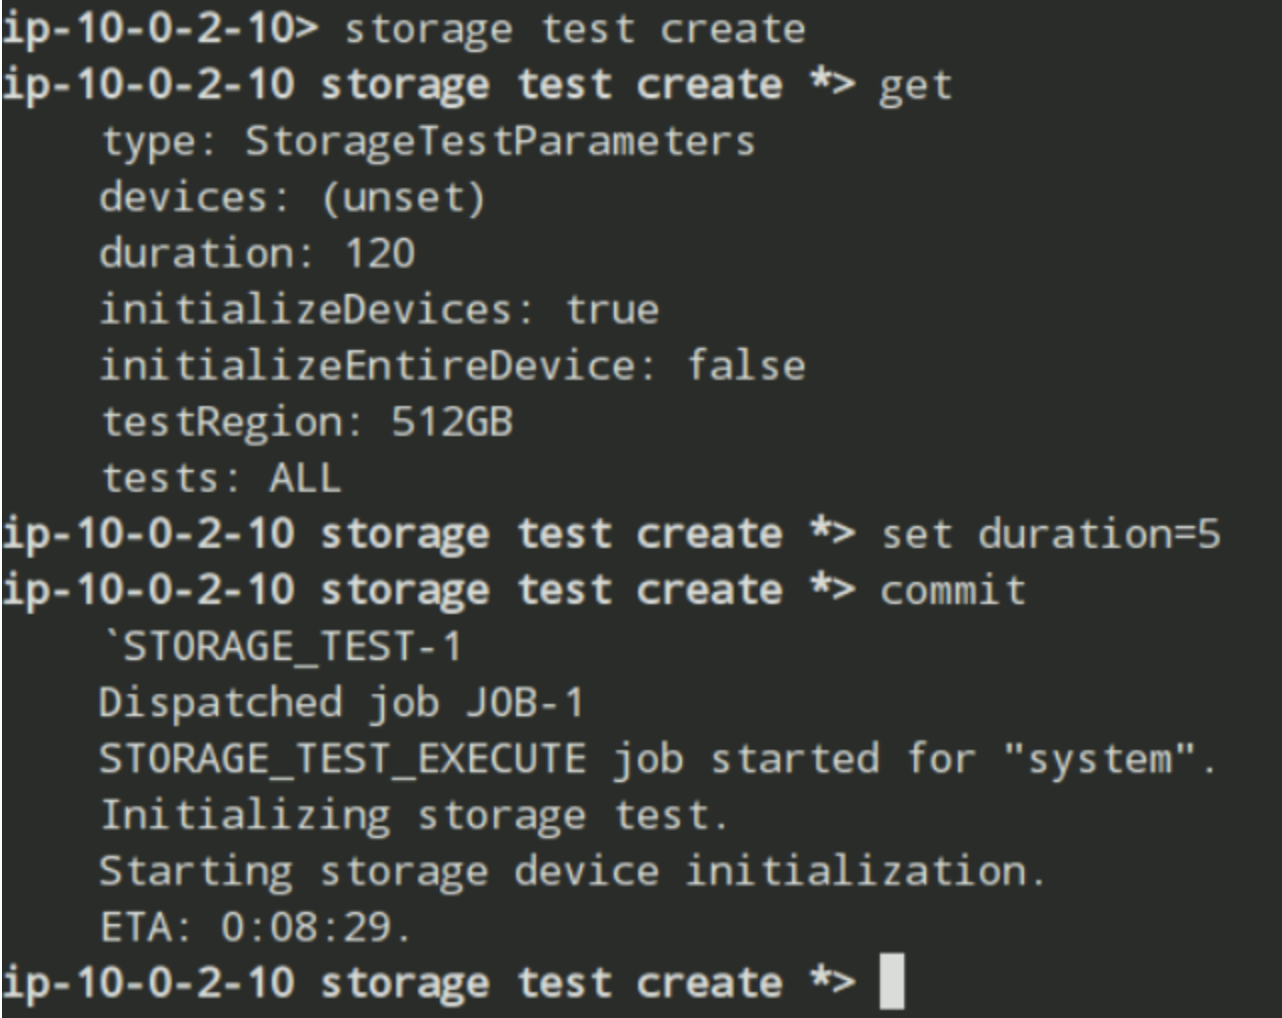 ip-10-0-2-10> storage test create
ip-10-0-2-10 storage test create *> get
type: StorageTestParameters
devices: (unset)
duration: 120
initializeDevices: true
initializeEntireDevice: false
testRegion: 512GB
tests: ALL
ip-10-0-2-10 storage test create *> set duration=5
ip-10-0-2-10 storage test create *> commit
`STORAGE_TEST-1
Dispatched job JOB-1
STORAGE_TEST_EXECUTE job started for "system".
Initializing storage test.
Starting storage device initialization.
ETA: 0:08:29.
ip-10-0-2-10 storage test create *>